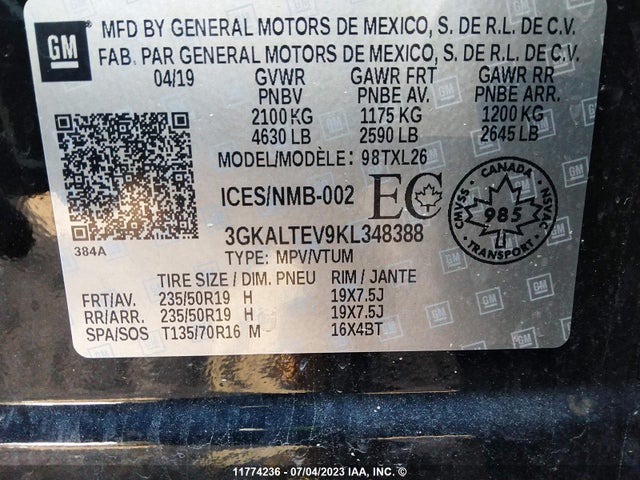 GM
MFD BY GENERAL MOTORS DE MEXICO, S. DE R.L. DE C.V.
FAB. PAR GENERAL MOTORS DE MEXICO, S. DE R.L. DE C.V.
04/19 GVWR GAWR FRT GAWR RR
PNBV PNBE AV. PNBE ARR.
2100 KG 1175 KG 1200 KG
4630 LB 2590 LB 2645 LB
MODEL/MODÈLE: 98TXL26
ICES/NMB-002 EC
CANADA
CMVSS 985 NSVAC
TRANSPORT
3GKALTEV9KL348388
384A
TYPE: MPV/VTUM
TIRE SIZE / DIM. PNEU RIM / JANTE
FRT/AV. 235/50R19 H 19X7.5J
RR/ARR. 235/50R19 H 19X7.5J
SPA/SOS T135/70R16 M 16X4BT
11774236 - 07/04/2023 IAA, INC. ©